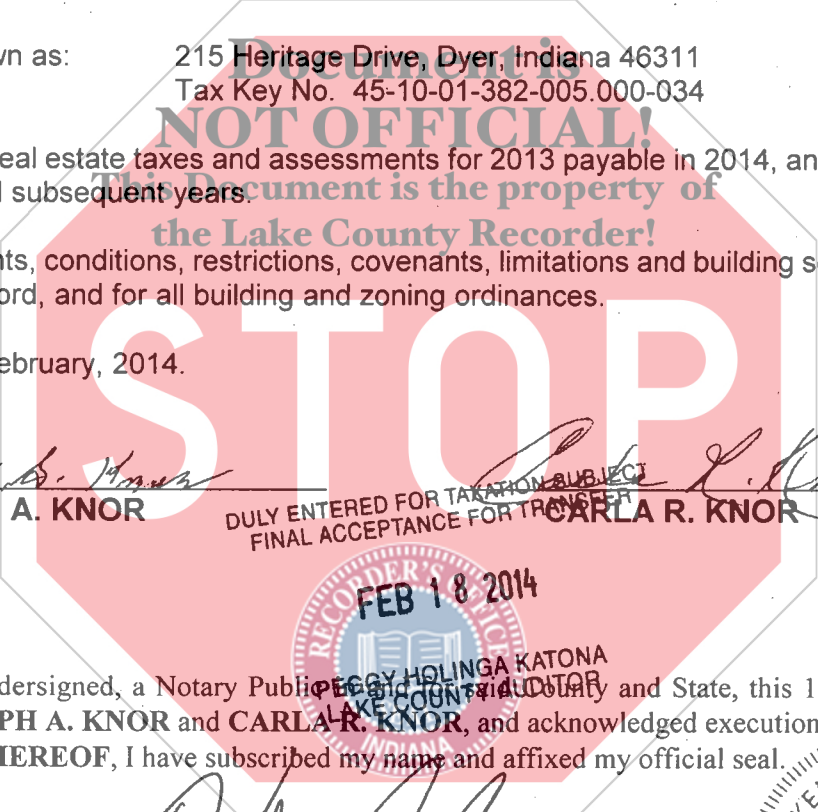 wn as: 215 Heritage Drive, Dyer, Indiana 46311
Document is
Tax Key No. 45-10-01-382-005.000-034
NOT OFFICIAL!
eal estate taxes and assessments for 2013 payable in 2014, an
This Document is the property of
l subsequent years.
the Lake County Recorder!
nts, conditions, restrictions, covenants, limitations and building s
ord, and for all building and zoning ordinances.
STOP
ebruary, 2014.
A. KNOR CARLA R. KNOR
DULY ENTERED FOR TAXATION SUBJECT
FINAL ACCEPTANCE FOR TRANSFER
RECORDER'S OFFICE
FEB 18 2014
PEGGY HOLINGA KATONA
LAKE COUNTY AUDITOR
INDIANA
dersigned, a Notary Public in and for said County and State, this 1
PH A. KNOR and CARLA R. KNOR, and acknowledged execution
HEREOF, I have subscribed my name and affixed my official seal.